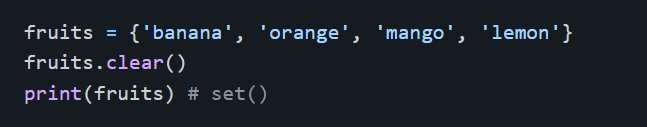 fruits = {'banana', 'orange', 'mango', 'lemon'}
fruits.clear()
print(fruits) # set()